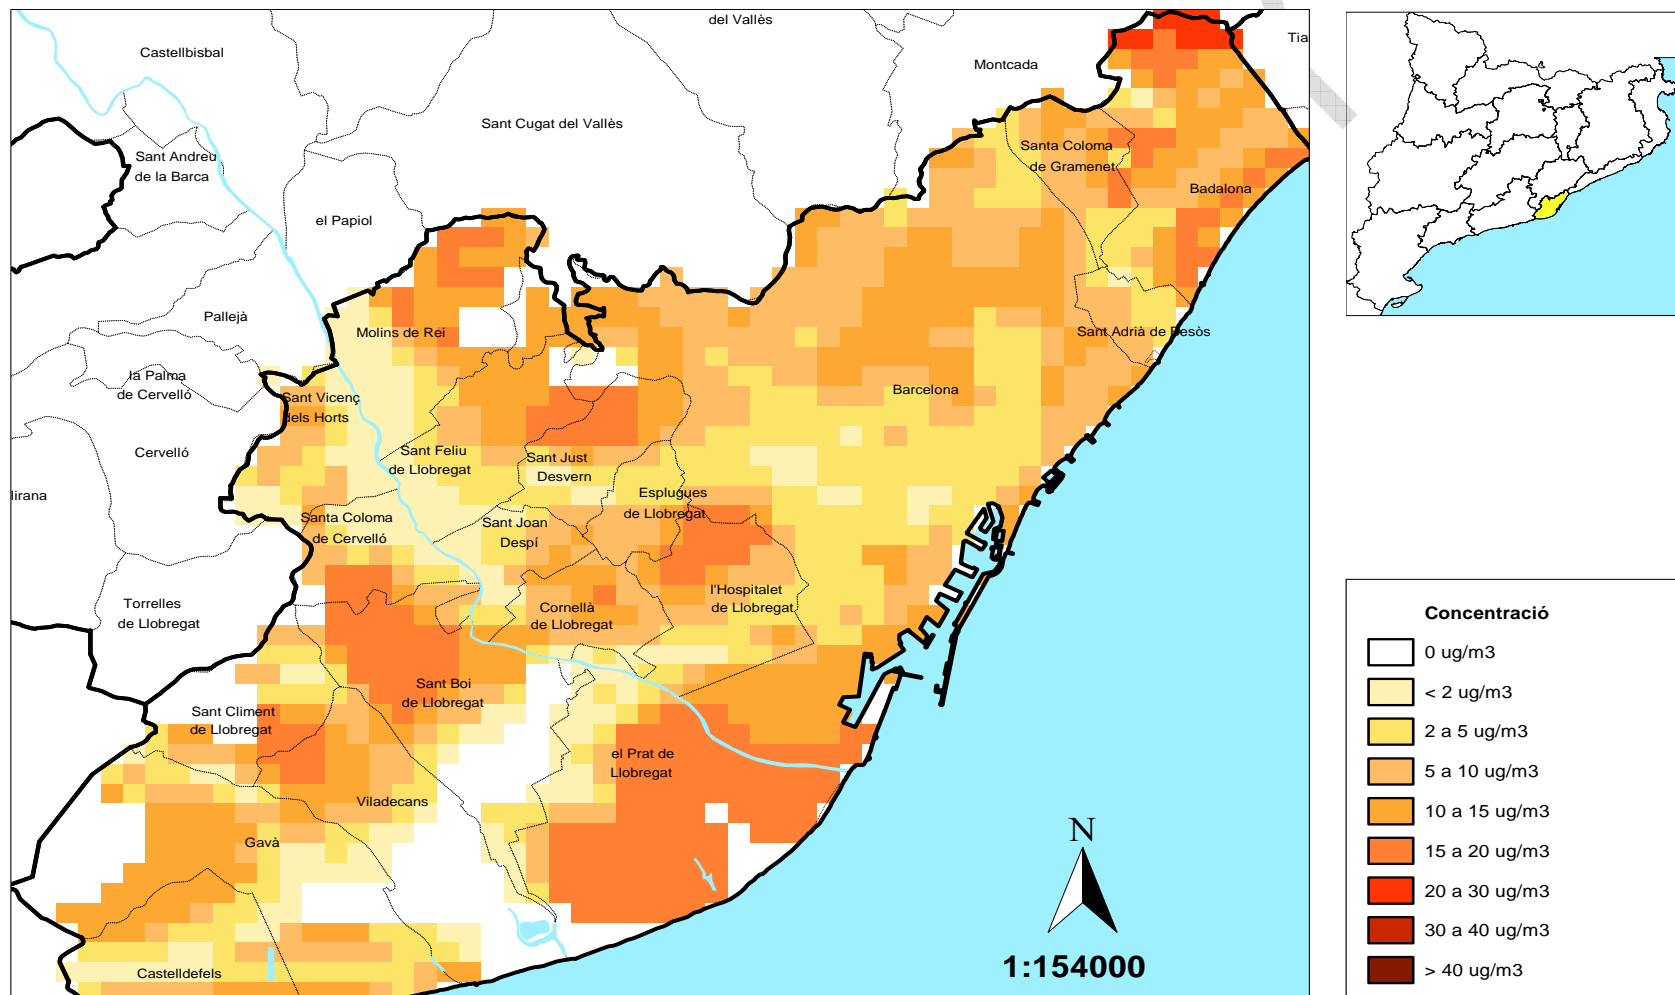 del Vallès
Tia
Castellbisbal
Montcada
Sant Cugat del Vallès
Sant Andreu
de la Barca
Santa Coloma
de Gramenet
Badalona
el Papiol
Pallejà
Molins de Rei
Sant Adrià de Besòs
la Palma
de Cervelló
Sant Vicenç
dels Horts
Barcelona
Cervelló
Sant Feliu
de Llobregat
Sant Just
Desvern
lirana
Esplugues
de Llobregat
Santa Coloma
de Cervelló
Sant Joan
Despí
Torrelles
de Llobregat
Cornellà
de Llobregat
l'Hospitalet
de Llobregat
Sant Boi
de Llobregat
Sant Climent
de Llobregat
el Prat de
Llobregat
Viladecans
Gavà
Castelldefels
N
1:154000
Concentració
0 ug/m3
< 2 ug/m3
2 a 5 ug/m3
5 a 10 ug/m3
10 a 15 ug/m3
15 a 20 ug/m3
20 a 30 ug/m3
30 a 40 ug/m3
> 40 ug/m3